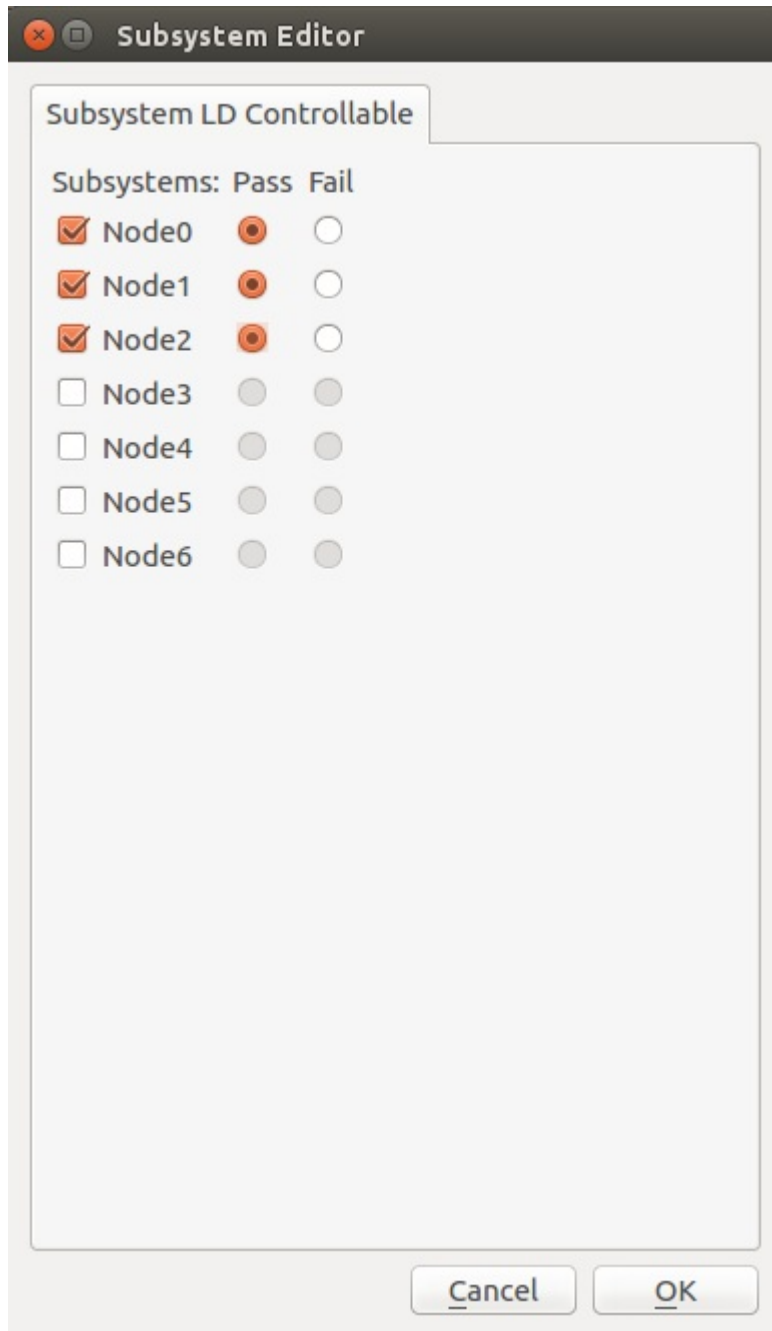 Subsystem Editor
Subsystem LD Controllable
Subsystems: Pass Fail
Node0
Node1
Node2
Node3
Node4
Node5
Node6
Cancel OK